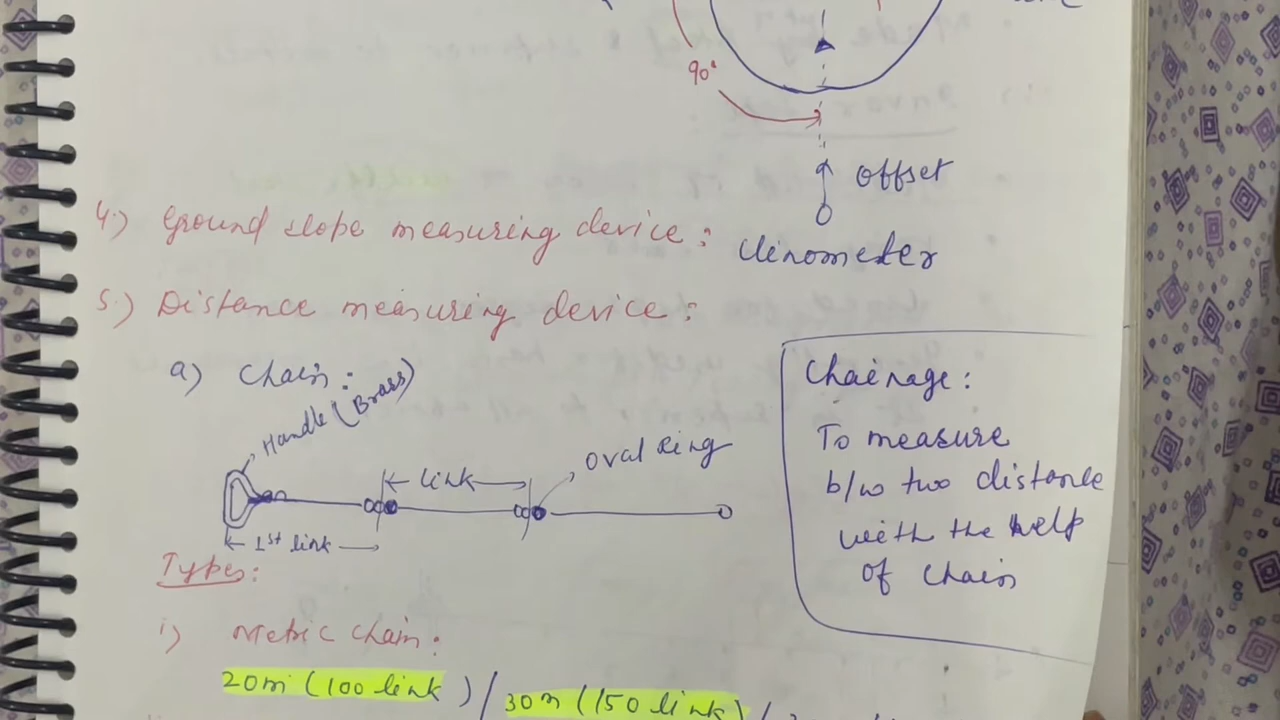 90°
offset
4.) Ground slope measuring device: Clinometer
5.) Distance measuring device:
a) Chain:
Handle (Brass)
link
oval Ring
1st link
Chainage:
To measure
b/w two distance
with the help
of chain
Types:
i) Metric chain:
20m (100 link) / 30m (150 link) /